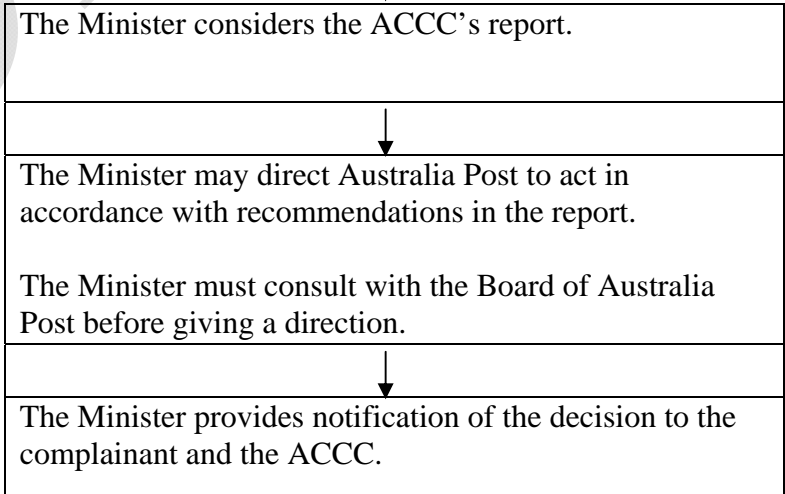 The Minister considers the ACCC’s report.
The Minister may direct Australia Post to act in
accordance with recommendations in the report.
The Minister must consult with the Board of Australia
Post before giving a direction.
The Minister provides notification of the decision to the
complainant and the ACCC.